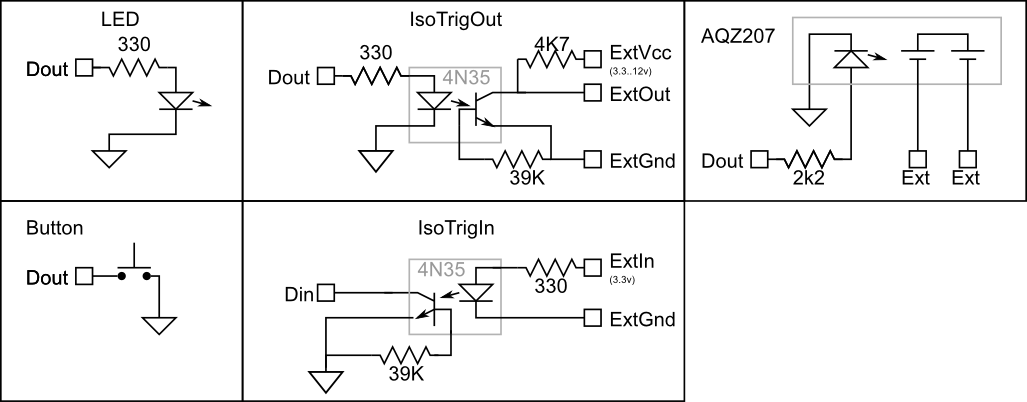 LED
330
Dout
IsoTrigOut
330
Dout
4N35
4K7
ExtVcc
(3.3..12v)
ExtOut
ExtGnd
39K
AQZ207
Dout
2k2
Ext Ext
Button
Dout
IsoTrigIn
4N35
Din
ExtIn
(3.3v)
330
ExtGnd
39K